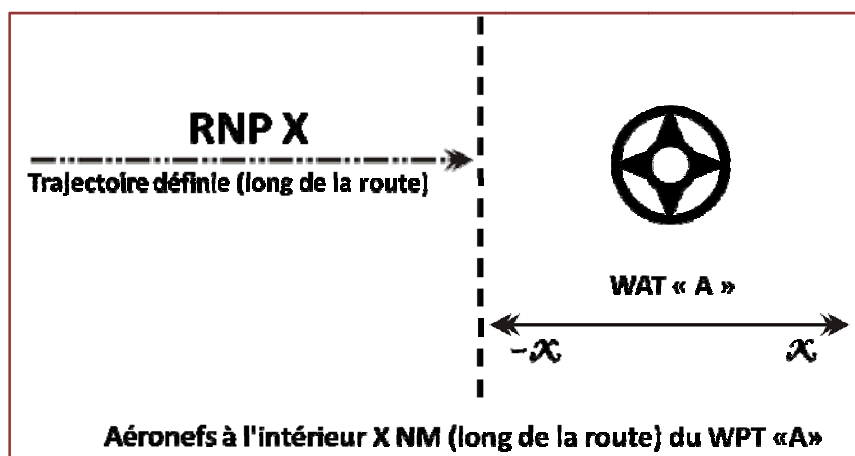 RNP X
Trajectoire définie (long de la route)
WAT « A »
-x x
Aéronefs à l'intérieur X NM (long de la route) du WPT «A»